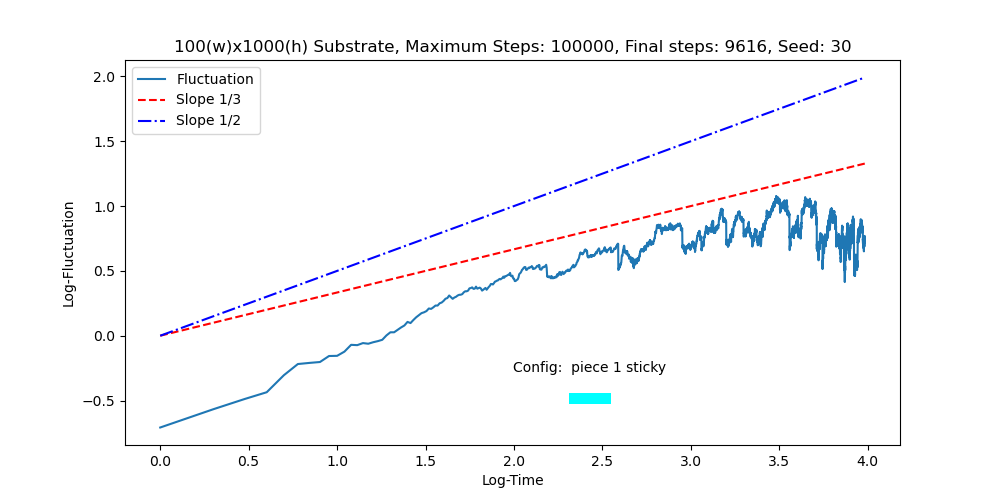 100(w)x1000(h) Substrate, Maximum Steps: 100000, Final steps: 9616, Seed: 30
Fluctuation
Slope 1/3
Slope 1/2
2.0
1.5
1.0
0.5
0.0
−0.5
Log-Fluctuation
Config:  piece 1 sticky
0.0 0.5 1.0 1.5 2.0 2.5 3.0 3.5 4.0
Log-Time